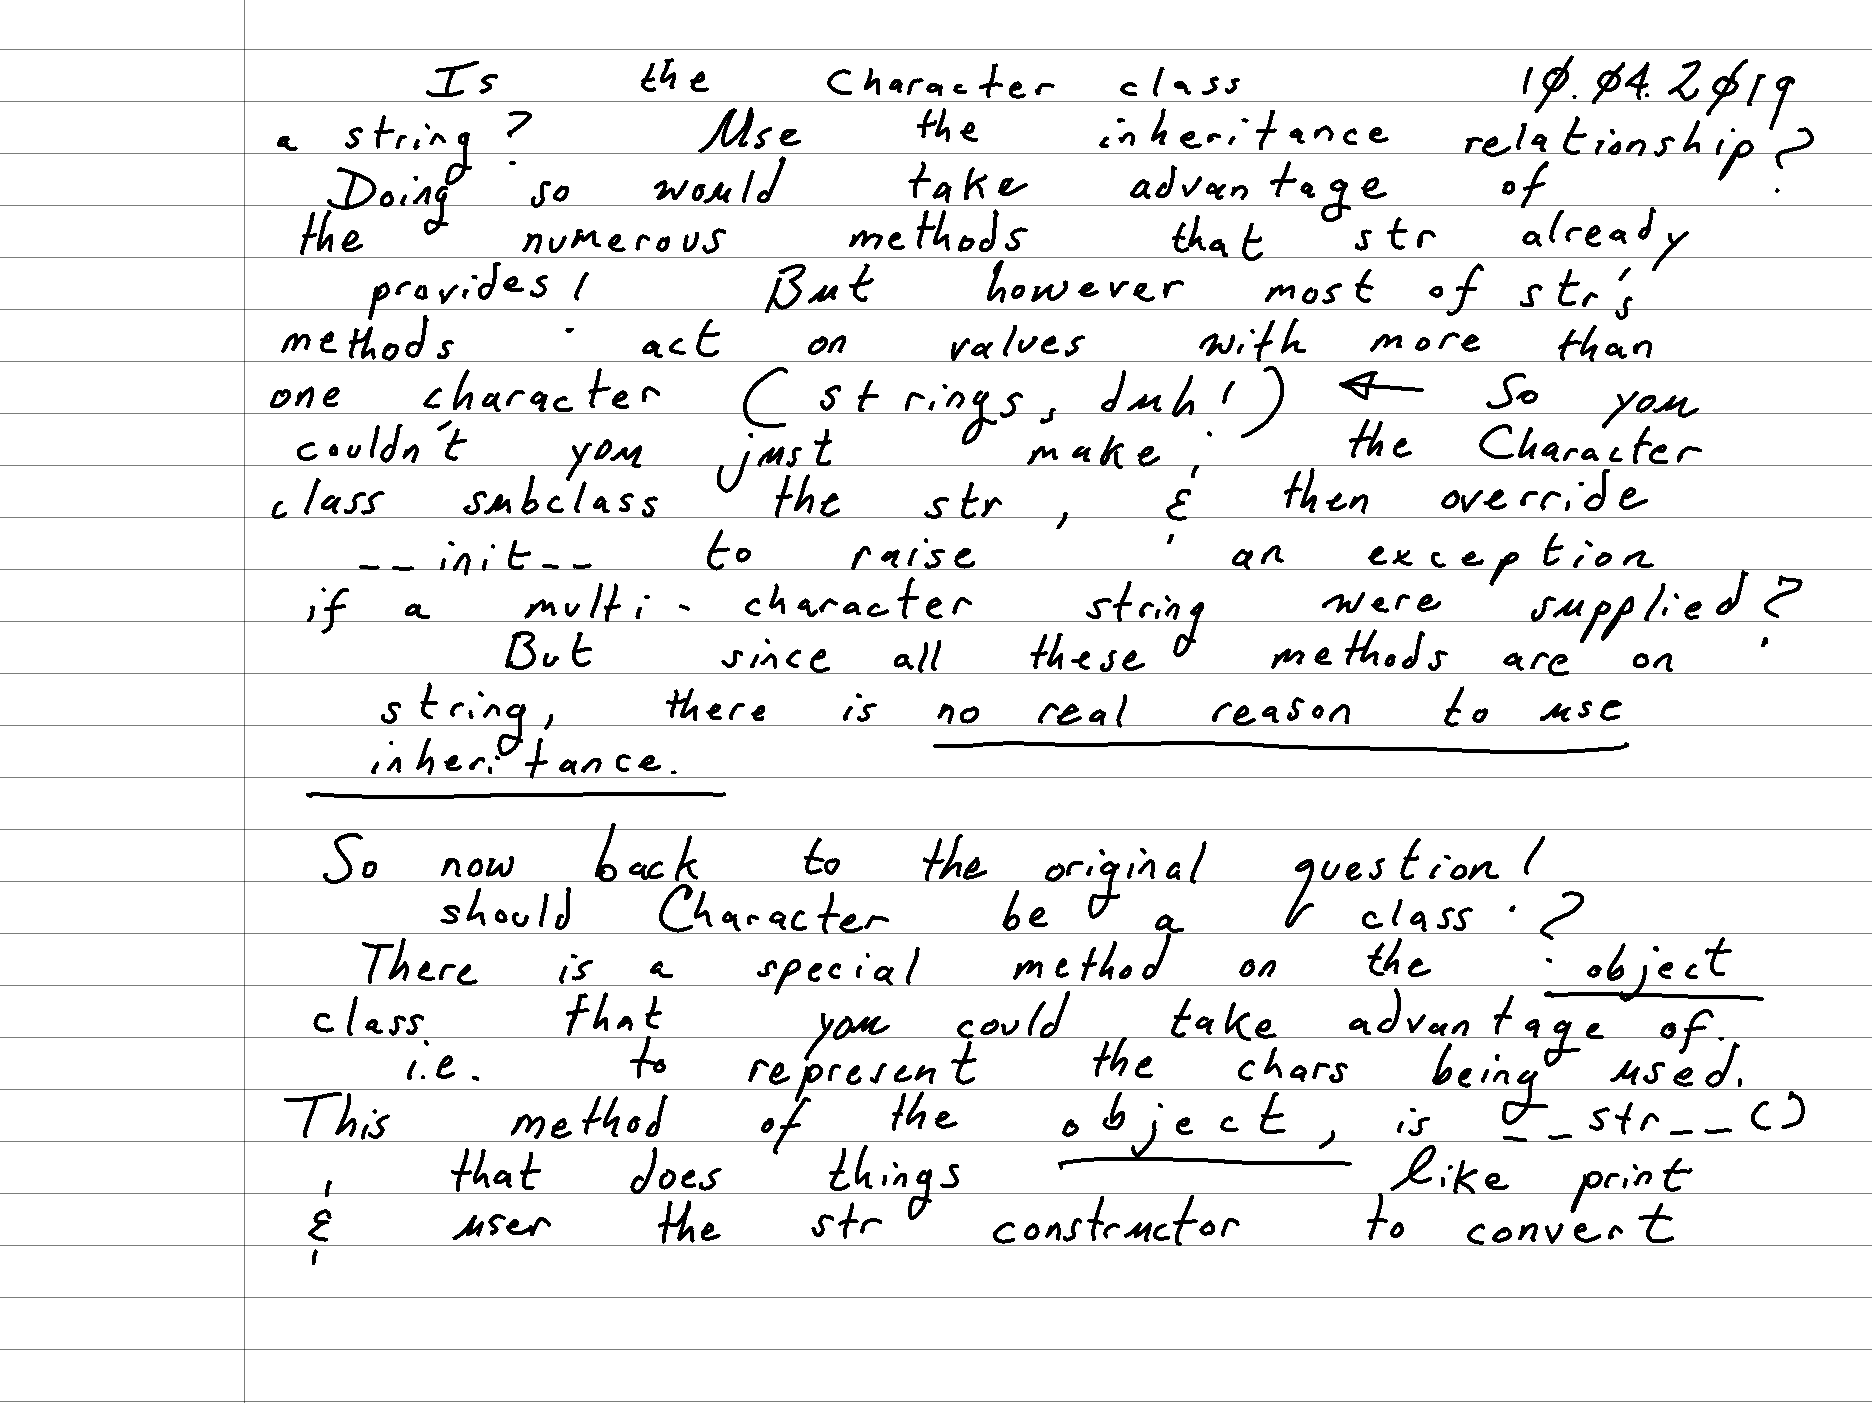 Is the Character class 10.04.2019
a string? Use the inheritance relationship?
Doing so would take advantage of
the numerous methods that str already
provides! But however most of str's
methods act on values with more than
one character (strings, duh!) ← So you
couldn't you just make the Character
class subclass the str, & then override
__init__ to raise an exception
if a multi-character string were supplied?
But since all these methods are on
string, there is no real reason to use
inheritance.
So now back to the original question!
should Character be a class?
There is a special method on the object
class that you could take advantage of.
i.e. to represent the chars being used.
This method of the object, is __str__()
that does things like print
& user the str constructor to convert